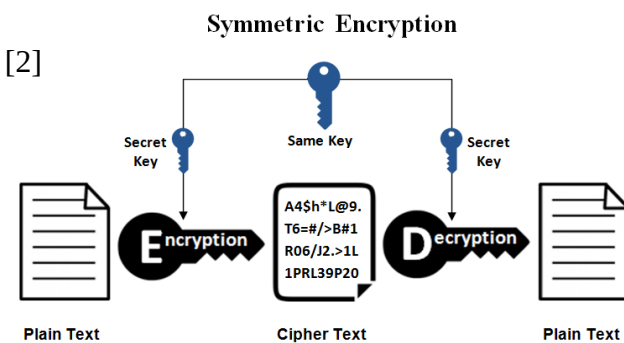 Symmetric Encryption
[2]
Secret
Key
Same Key
Secret
Key
Encryption
A4$h*L@9.
T6=#/>B#1
R06/J2.>1L
1PRL39P20
Decryption
Plain Text
Cipher Text
Plain Text